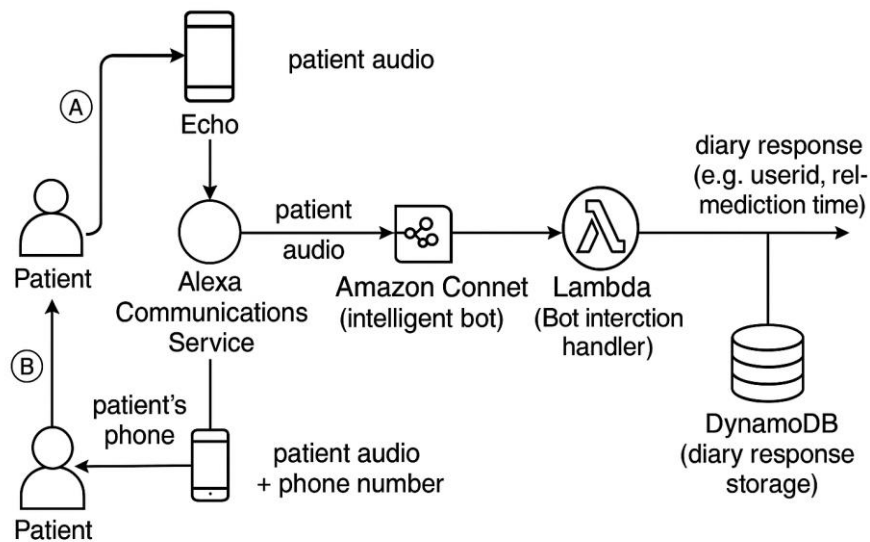 patient audio
A
Echo
diary response
(e.g. userid, rel-
mediction time)
patient
audio
Patient
Alexa
Communications
Service
Amazon Connet
(intelligent bot)
Lambda
(Bot interction
handler)
B
patient's
phone
DynamoDB
(diary response
storage)
patient audio
+ phone number
Patient